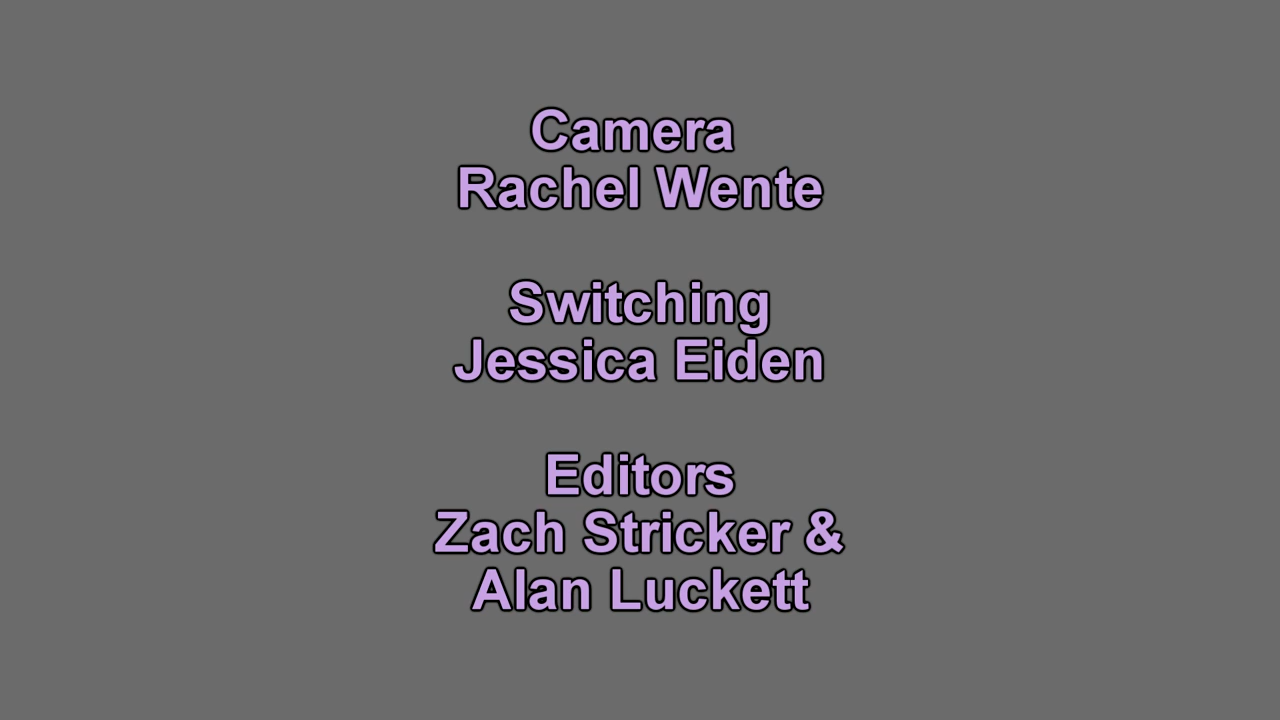 Camera
Rachel Wente
Switching
Jessica Eiden
Editors
Zach Stricker &
Alan Luckett